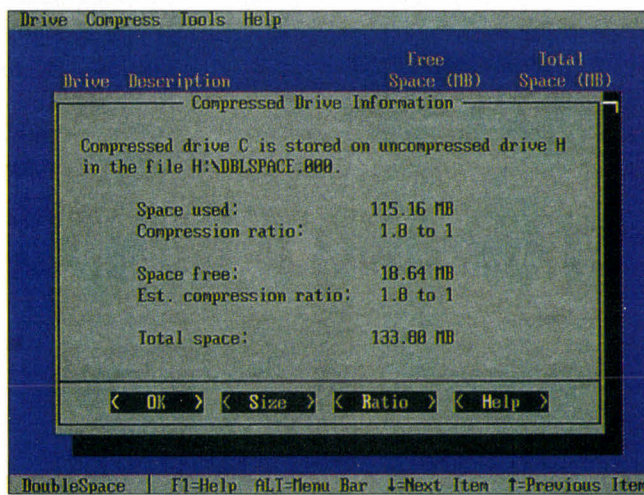 Drive Compress Tools Help
Free Total
Drive Description Space (MB) Space (MB)
Compressed Drive Information
Compressed drive C is stored on uncompressed drive H
in the file H:\DBLSPACE.000.
Space used: 115.16 MB
Compression ratio: 1.8 to 1
Space free: 18.64 MB
Est. compression ratio: 1.8 to 1
Total space: 133.80 MB
< OK > < Size > < Ratio > < Help >
DoubleSpace | F1=Help ALT=Menu Bar ↓=Next Item ↑=Previous Item